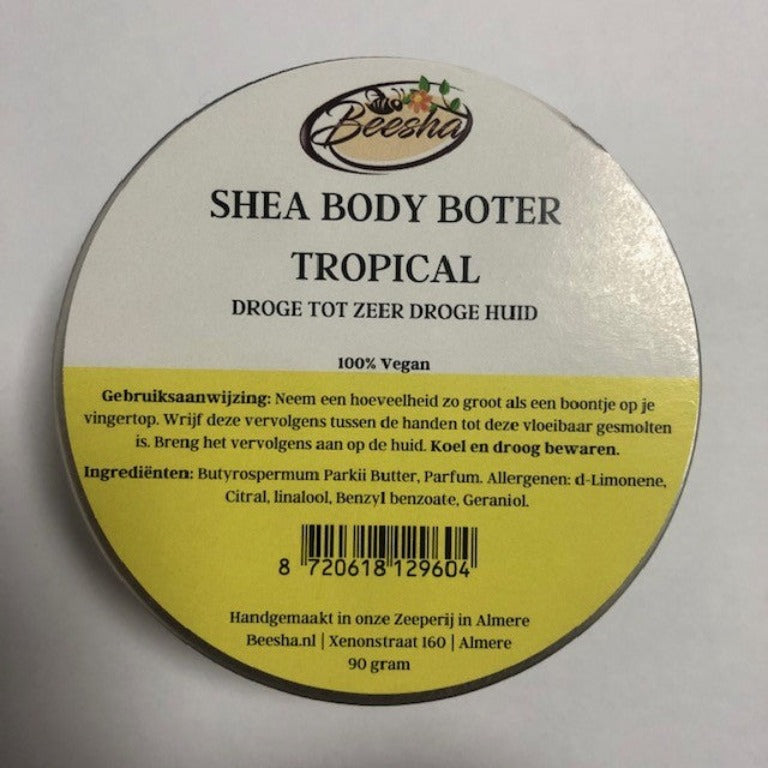 Beesha
SHEA BODY BOTER
TROPICAL
DROGE TOT ZEER DROGE HUID
100% Vegan
Gebruiksaanwijzing: Neem een hoeveelheid zo groot als een boontje op je
vingertop. Wrijf deze vervolgens tussen de handen tot deze vloeibaar gesmolten
is. Breng het vervolgens aan op de huid. Koel en droog bewaren.
Ingrediënten: Butyrospermum Parkii Butter, Parfum. Allergenen: d-Limonene,
Citral, linalool, Benzyl benzoate, Geraniol.
8 720618 129604
Handgemaakt in onze Zeeperij in Almere
Beesha.nl | Xenonstraat 160 | Almere
90 gram